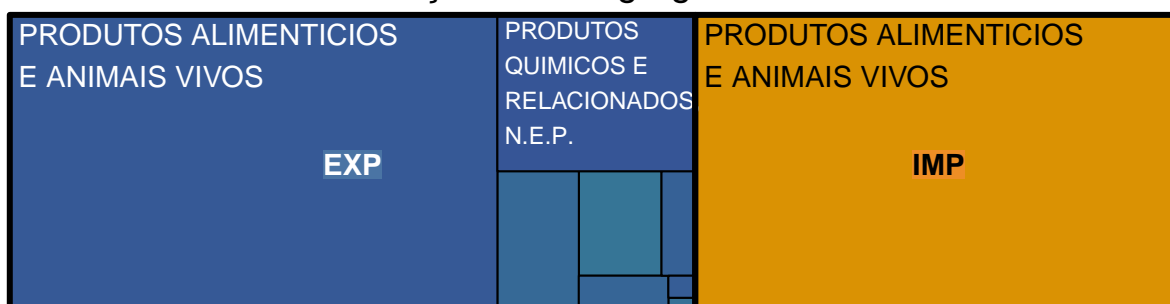 PRODUTOS ALIMENTICIOS
E ANIMAIS VIVOS
EXP
PRODUTOS
QUIMICOS E
RELACIONADOS
N.E.P.
PRODUTOS ALIMENTICIOS
E ANIMAIS VIVOS
IMP